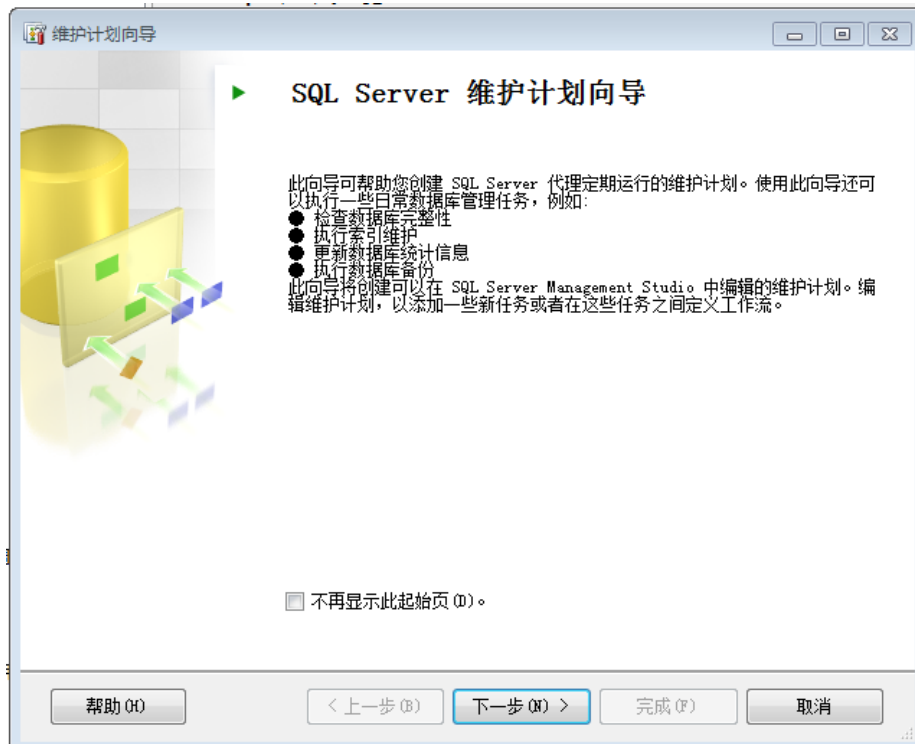 维护计划向导
SQL Server 维护计划向导
此向导可帮助您创建 SQL Server 代理定期运行的维护计划。使用此向导还可
以执行一些日常数据库管理任务，例如:
● 检查数据库完整性
● 执行索引维护
● 更新数据库统计信息
● 执行数据库备份
此向导将创建可以在 SQL Server Management Studio 中编辑的维护计划。编
辑维护计划，以添加一些新任务或者在这些任务之间定义工作流。
不再显示此起始页(D)。
帮助(H)
< 上一步(B)
下一步(N) >
完成(F)
取消